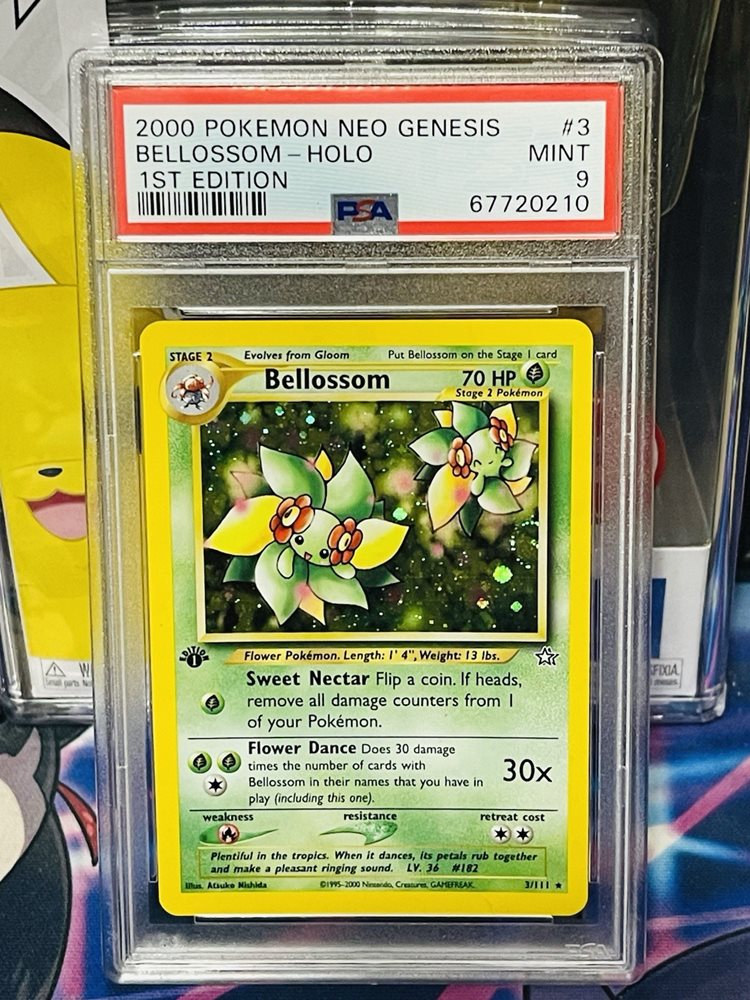 2000 POKEMON NEO GENESIS #3
BELLOSSOM - HOLO MINT
1ST EDITION 9
PSA 67720210
STAGE 2 Evolves from Gloom Put Bellossom on the Stage 1 card
Bellossom 70 HP
Stage 2 Pokémon
EDITION 1
Flower Pokémon. Length: 1' 4", Weight: 13 lbs.
Sweet Nectar Flip a coin. If heads,
remove all damage counters from 1
of your Pokémon.
Flower Dance Does 30 damage
times the number of cards with
Bellossom in their names that you have in
play (including this one).
30x
weakness resistance retreat cost
Plentiful in the tropics. When it dances, its petals rub together
and make a pleasant ringing sound. LV. 36 #182
Illus. Atsuko Nishida ©1995-2000 Nintendo, Creatures, GAMEFREAK. 3/111 ★